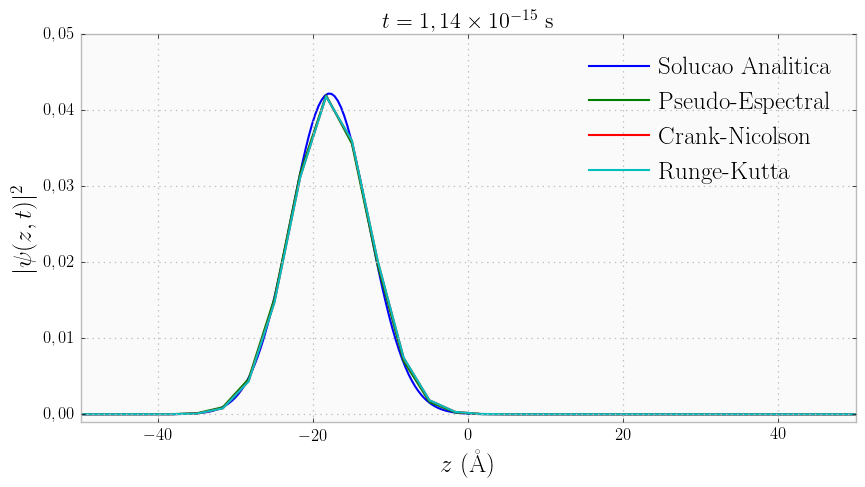 t = 1,14 × 10⁻¹⁵ s
0,05
0,04
0,03
0,02
0,01
0,00
|ψ(z, t)|²
Solucao Analitica
Pseudo-Espectral
Crank-Nicolson
Runge-Kutta
−40 −20 0 20 40
z (Å)